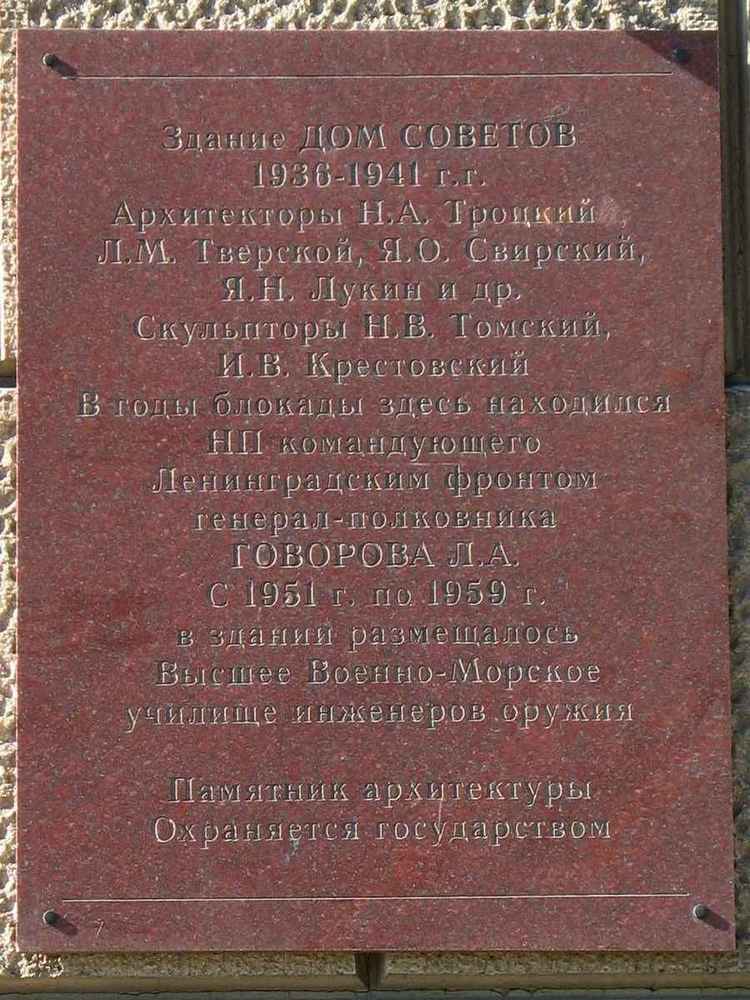 Здание ДОМ СОВЕТОВ
1936-1941 г.г.
Архитекторы Н.А. Троцкий,
Л.М. Тверской, Я.О. Свирский,
Я.Н. Лукин и др.
Скульпторы Н.В. Томский,
И.В. Крестовский
В годы блокады здесь находился
НП командующего
Ленинградским фронтом
генерал-полковника
ГОВОРОВА Л.А.
С 1951 г. по 1959 г.
в здании размещалось
Высшее Военно-Морское
училище инженеров оружия
Памятник архитектуры
Охраняется государством